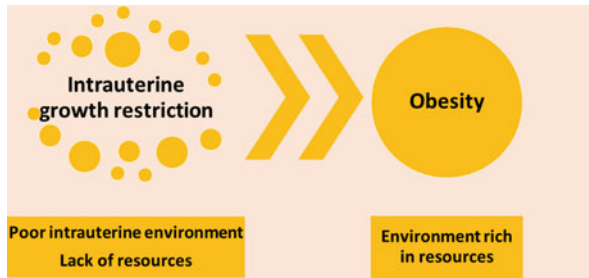 Intrauterine
growth restriction
Obesity
Poor intrauterine environment
Lack of resources
Environment rich
in resources